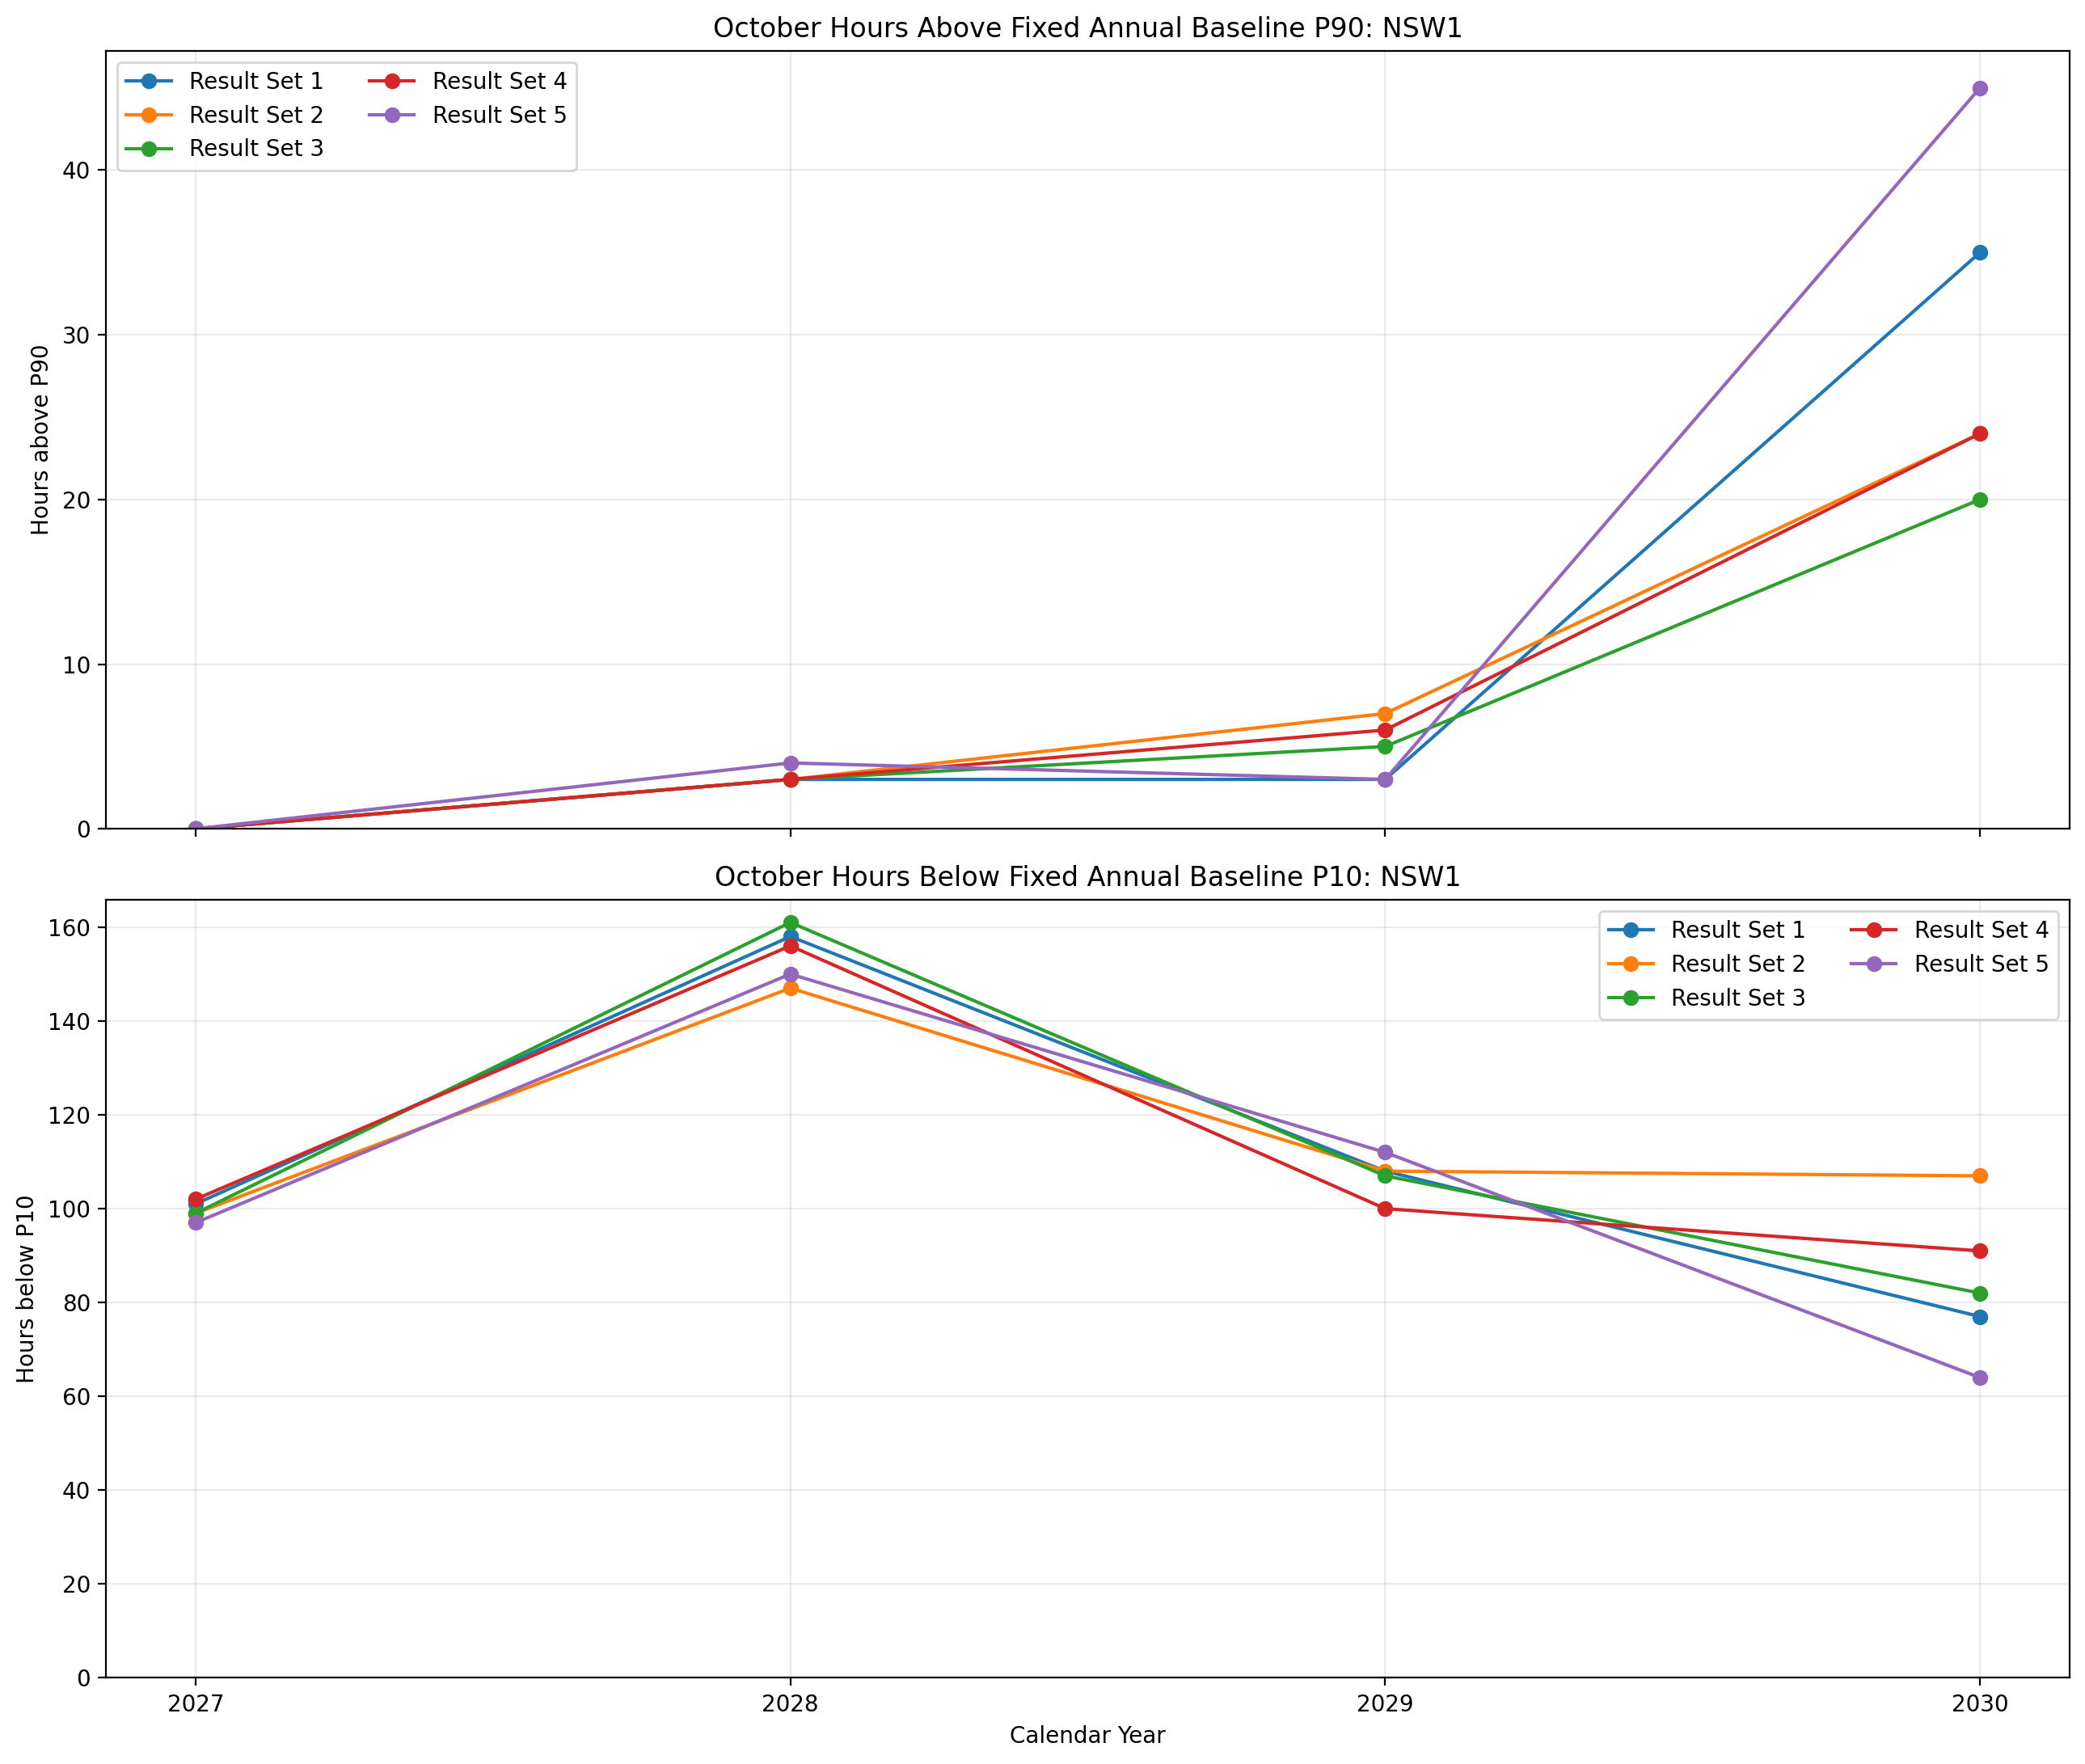 October Hours Above Fixed Annual Baseline P90: NSW1
Result Set 1
Result Set 2
Result Set 3
Result Set 4
Result Set 5
Hours above P90
40
30
20
10
0
October Hours Below Fixed Annual Baseline P10: NSW1
Result Set 1
Result Set 2
Result Set 3
Result Set 4
Result Set 5
Hours below P10
160
140
120
100
80
60
40
20
0
2027 2028 2029 2030
Calendar Year